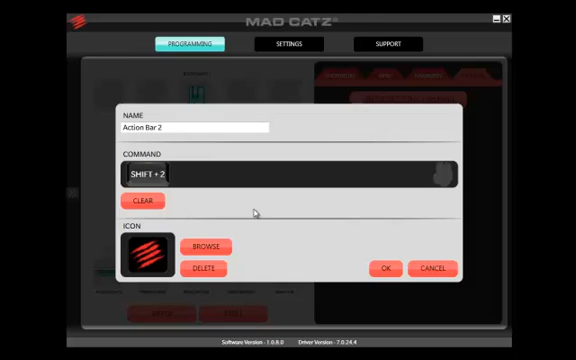 MAD CATZ
PROGRAMMING
SETTINGS
SUPPORT
NAME
Action Bar 2
COMMAND
SHIFT + 2
CLEAR
ICON
BROWSE
DELETE
OK
CANCEL
Software Version - 1.0.8.0 Driver Version - 7.0.24.4